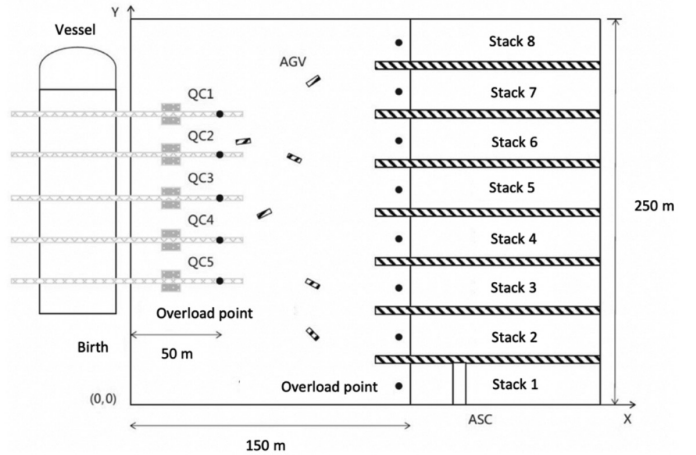 Y
Vessel
Stack 8
AGV
QC1
Stack 7
QC2
Stack 6
QC3
Stack 5
250 m
QC4
Stack 4
QC5
Stack 3
Overload point
Birth
50 m
Stack 2
Overload point
Stack 1
(0,0)
ASC
X
150 m